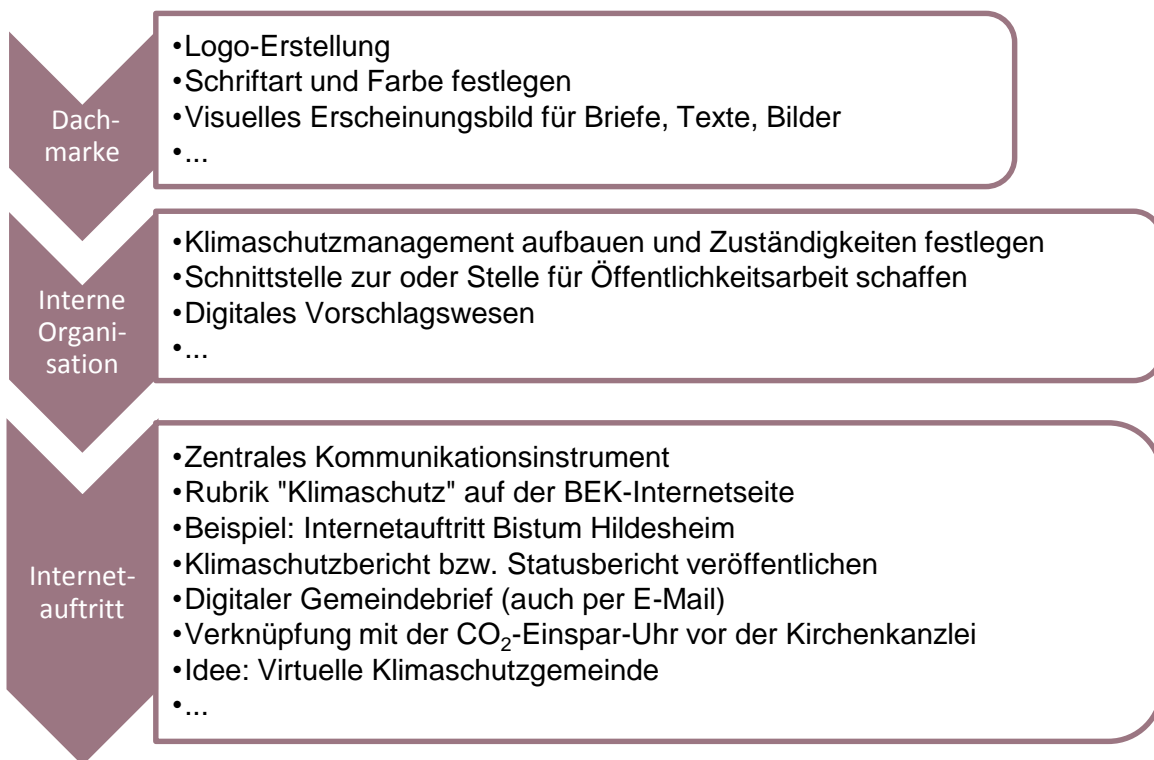 Dach-
marke
•Logo-Erstellung
•Schriftart und Farbe festlegen
•Visuelles Erscheinungsbild für Briefe, Texte, Bilder
•...
Interne
Organi-
sation
•Klimaschutzmanagement aufbauen und Zuständigkeiten festlegen
•Schnittstelle zur oder Stelle für Öffentlichkeitsarbeit schaffen
•Digitales Vorschlagswesen
•...
Internet-
auftritt
•Zentrales Kommunikationsinstrument
•Rubrik "Klimaschutz" auf der BEK-Internetseite
•Beispiel: Internetauftritt Bistum Hildesheim
•Klimaschutzbericht bzw. Statusbericht veröffentlichen
•Digitaler Gemeindebrief (auch per E-Mail)
•Verknüpfung mit der CO₂-Einspar-Uhr vor der Kirchenkanzlei
•Idee: Virtuelle Klimaschutzgemeinde
•...